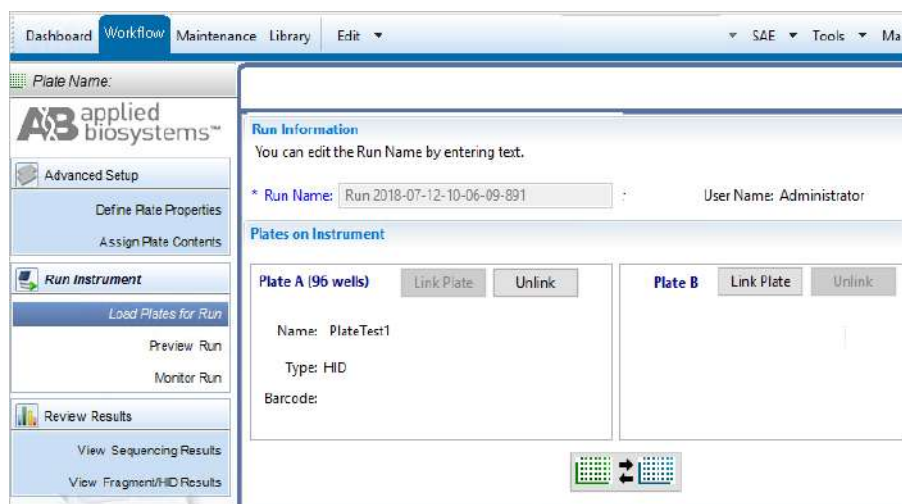 Dashboard Workflow Maintenance Library Edit SAE Tools Ma
Plate Name:
AB applied biosystems™
Advanced Setup
Define Plate Properties
Assign Plate Contents
Run Instrument
Load Plates for Run
Preview Run
Monitor Run
Review Results
View Sequencing Results
View Fragment/HID Results
Run Information
You can edit the Run Name by entering text.
* Run Name: Run 2018-07-12-10-06-09-891 : User Name: Administrator
Plates on Instrument
Plate A (96 wells) Link Plate Unlink
Name: PlateTest1
Type: HID
Barcode:
Plate B Link Plate Unlink